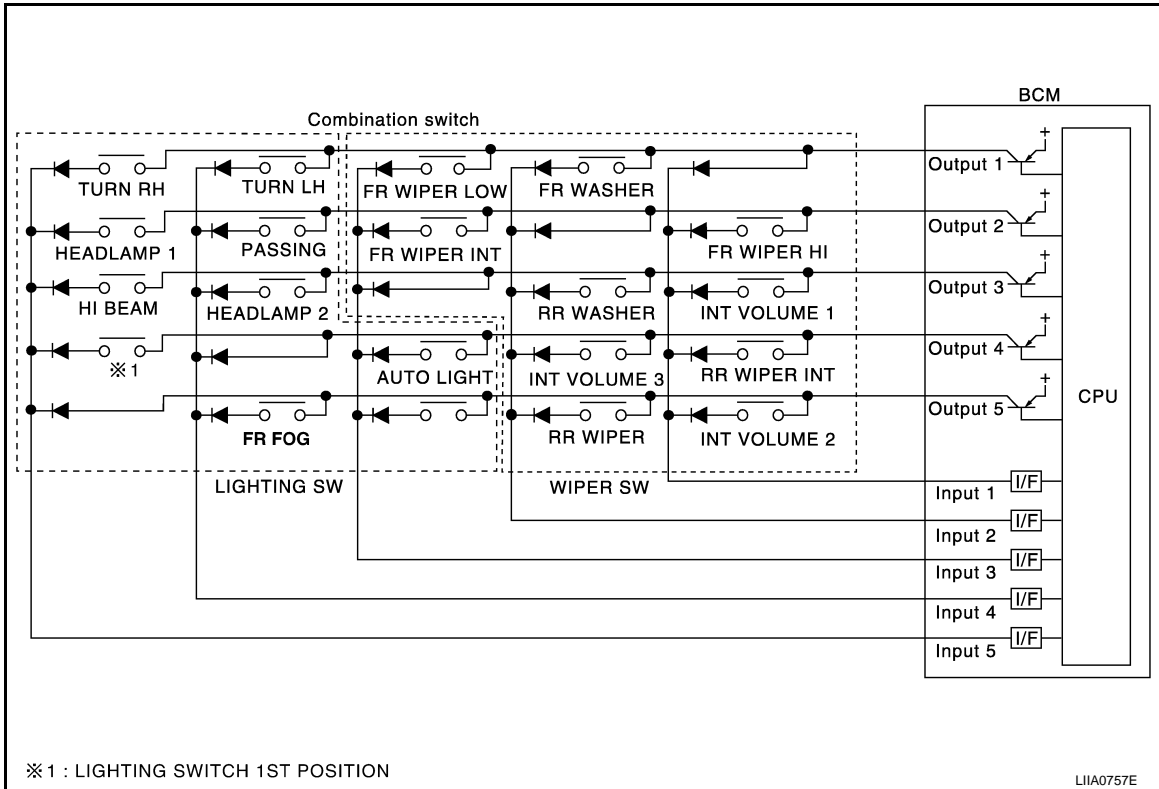 BCM
Combination switch
Output 1
TURN RH
TURN LH
FR WIPER LOW
FR WASHER
Output 2
HEADLAMP 1
PASSING
FR WIPER INT
FR WIPER HI
Output 3
HI BEAM
HEADLAMP 2
RR WASHER
INT VOLUME 1
Output 4
※1
AUTO LIGHT
INT VOLUME 3
RR WIPER INT
CPU
Output 5
FR FOG
RR WIPER
INT VOLUME 2
LIGHTING SW
WIPER SW
Input 1
I/F
Input 2
I/F
Input 3
I/F
Input 4
I/F
Input 5
I/F
※1 : LIGHTING SWITCH 1ST POSITION
LIIA0757E